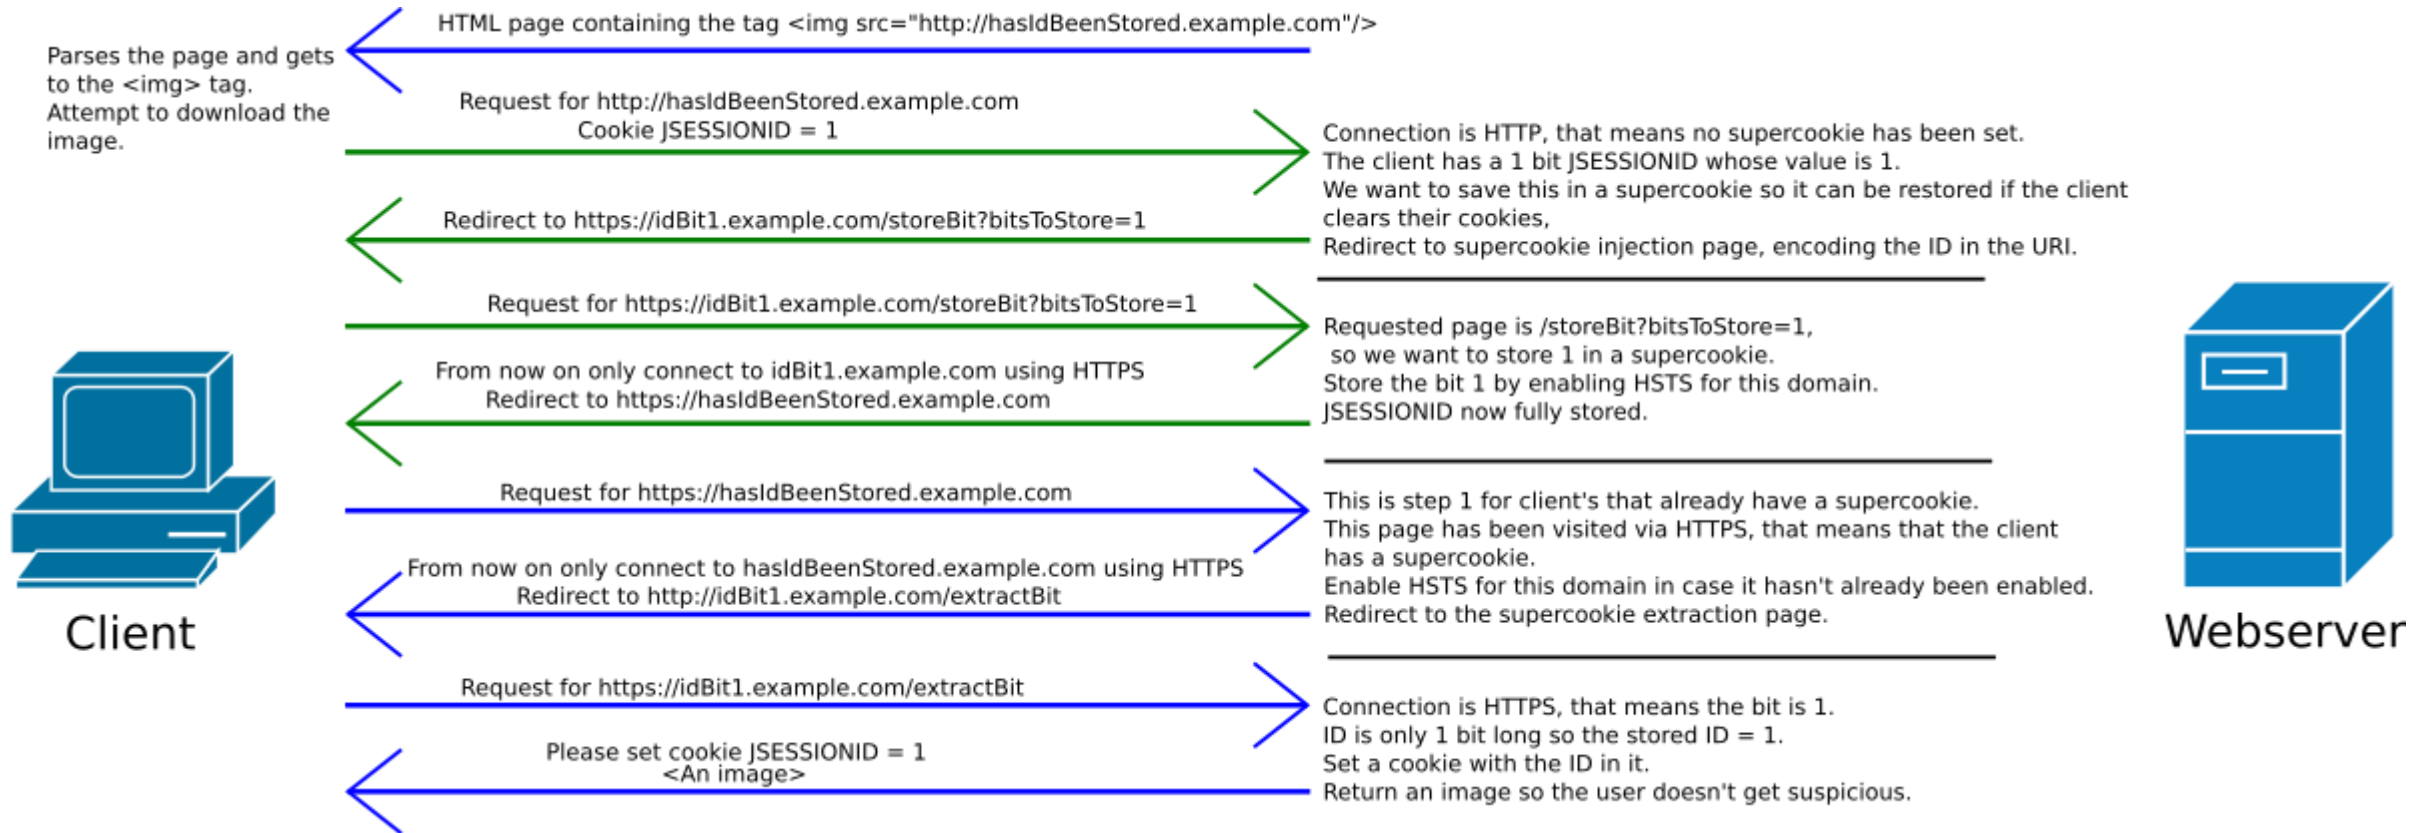 HTML page containing the tag <img src="http://hasIdBeenStored.example.com"/>
Parses the page and gets
to the <img> tag.
Attempt to download the
image.
Request for http://hasIdBeenStored.example.com
Cookie JSESSIONID = 1
Connection is HTTP, that means no supercookie has been set.
The client has a 1 bit JSESSIONID whose value is 1.
We want to save this in a supercookie so it can be restored if the client
clears their cookies,
Redirect to supercookie injection page, encoding the ID in the URI.
Redirect to https://idBit1.example.com/storeBit?bitsToStore=1
Request for https://idBit1.example.com/storeBit?bitsToStore=1
Requested page is /storeBit?bitsToStore=1,
so we want to store 1 in a supercookie.
Store the bit 1 by enabling HSTS for this domain.
JSESSIONID now fully stored.
From now on only connect to idBit1.example.com using HTTPS
Redirect to https://hasIdBeenStored.example.com
Request for https://hasIdBeenStored.example.com
This is step 1 for client's that already have a supercookie.
This page has been visited via HTTPS, that means that the client
has a supercookie.
Enable HSTS for this domain in case it hasn't already been enabled.
Redirect to the supercookie extraction page.
From now on only connect to hasIdBeenStored.example.com using HTTPS
Redirect to http://idBit1.example.com/extractBit
Request for https://idBit1.example.com/extractBit
Connection is HTTPS, that means the bit is 1.
ID is only 1 bit long so the stored ID = 1.
Set a cookie with the ID in it.
Return an image so the user doesn't get suspicious.
Please set cookie JSESSIONID = 1
<An image>
Client
Webserver